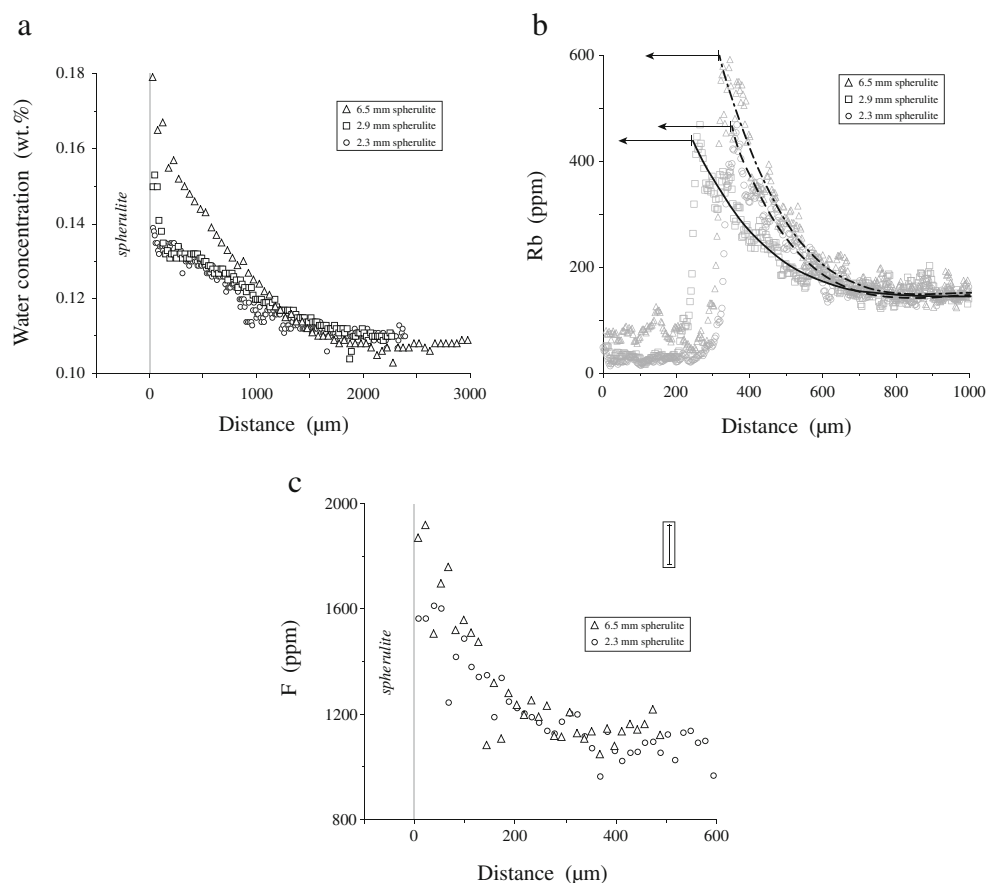 a
Water concentration (wt.%)
0.18
0.16
0.14
0.12
0.10
spherulite
6.5 mm spherulite
2.9 mm spherulite
2.3 mm spherulite
0
1000
2000
3000
Distance (µm)
b
Rb (ppm)
600
400
200
0
6.5 mm spherulite
2.9 mm spherulite
2.3 mm spherulite
0
200
400
600
800
1000
Distance (µm)
c
F (ppm)
2000
1600
1200
800
spherulite
6.5 mm spherulite
2.3 mm spherulite
0
200
400
600
Distance (µm)